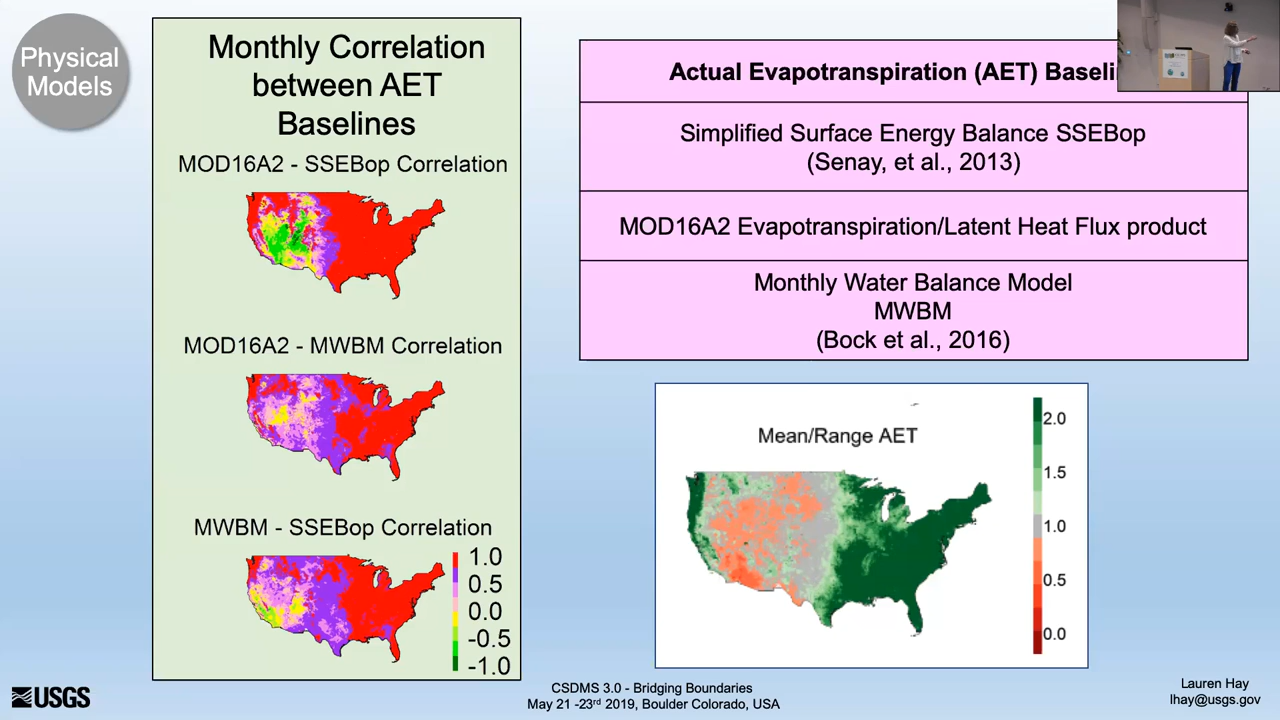 Physical
Models
Monthly Correlation
between AET
Baselines
MOD16A2 - SSEBop Correlation
MOD16A2 - MWBM Correlation
MWBM - SSEBop Correlation
1.0
0.5
0.0
-0.5
-1.0
Actual Evapotranspiration (AET)
Simplified Surface Energy Balance SSEBop
(Senay, et al., 2013)
MOD16A2 Evapotranspiration/Latent Heat Flux product
Monthly Water Balance Model
MWBM
(Bock et al., 2016)
Mean/Range AET
2.0
1.5
1.0
0.5
0.0
USGS
CSDMS 3.0 - Bridging Boundaries
May 21 -23rd 2019, Boulder Colorado, USA
Lauren Hay
lhay@usgs.gov